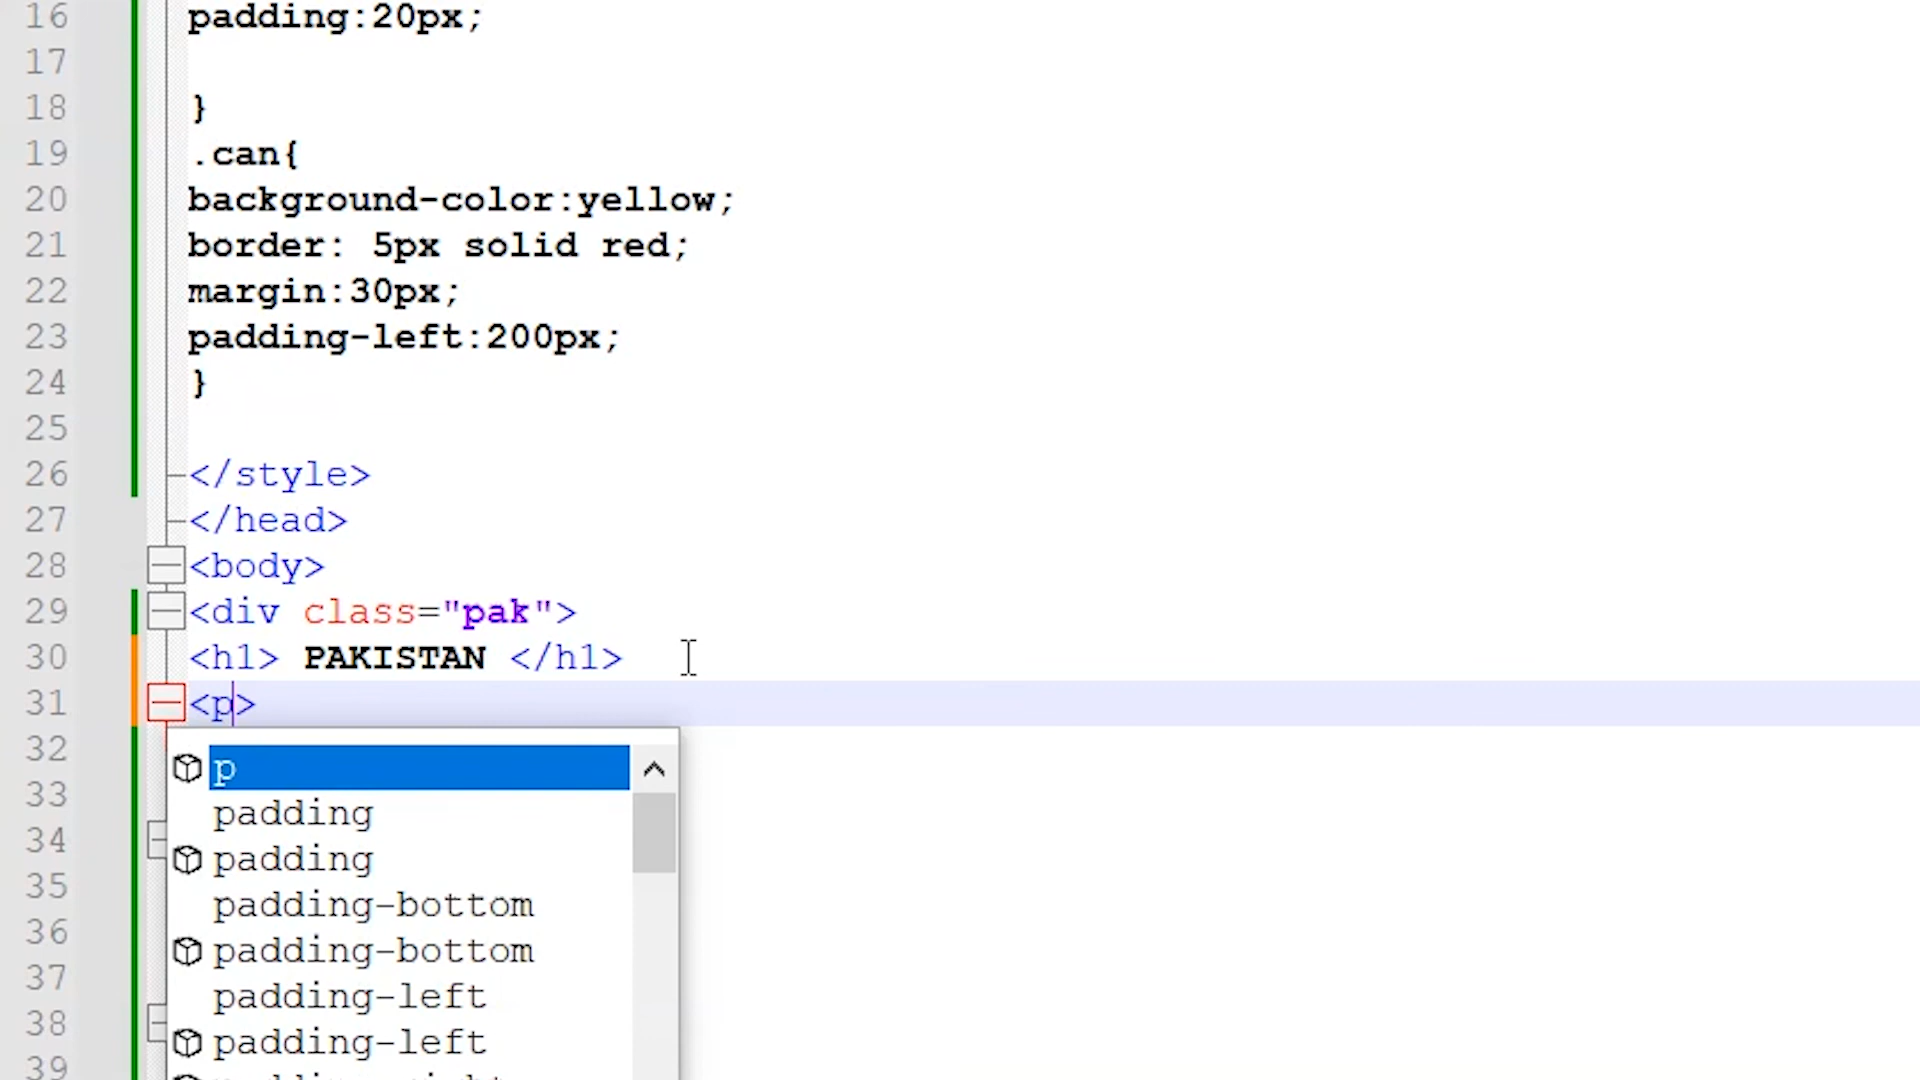 16 padding:20px;
17
18 }
19 .can{
20 background-color:yellow;
21 border: 5px solid red;
22 margin:30px;
23 padding-left:200px;
24 }
25
26 </style>
27 </head>
28 <body>
29 <div class="pak">
30 <h1> PAKISTAN </h1>
31 <p>
32 p
33 padding
34 padding
35 padding-bottom
36 padding-bottom
37 padding-left
38 padding-left
39